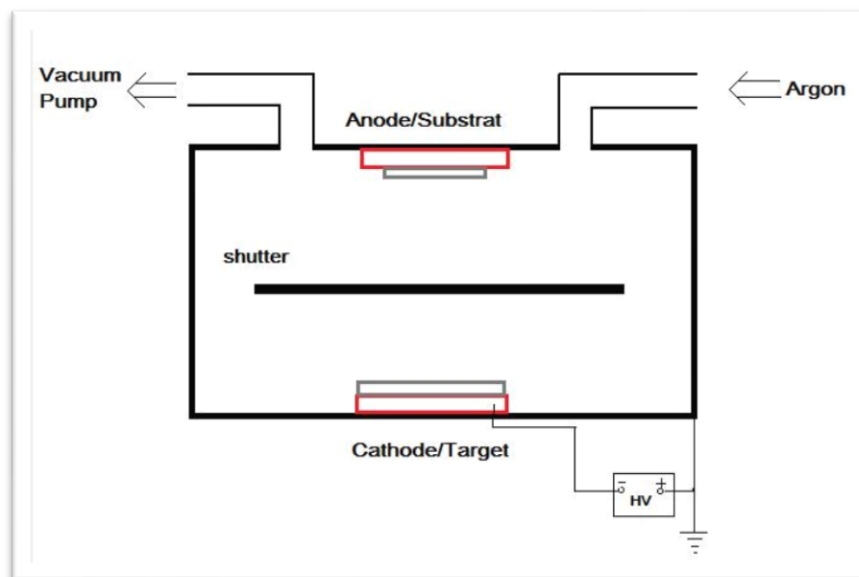 Vacuum
Pump
Argon
Anode/Substrat
shutter
Cathode/Target
- +
HV